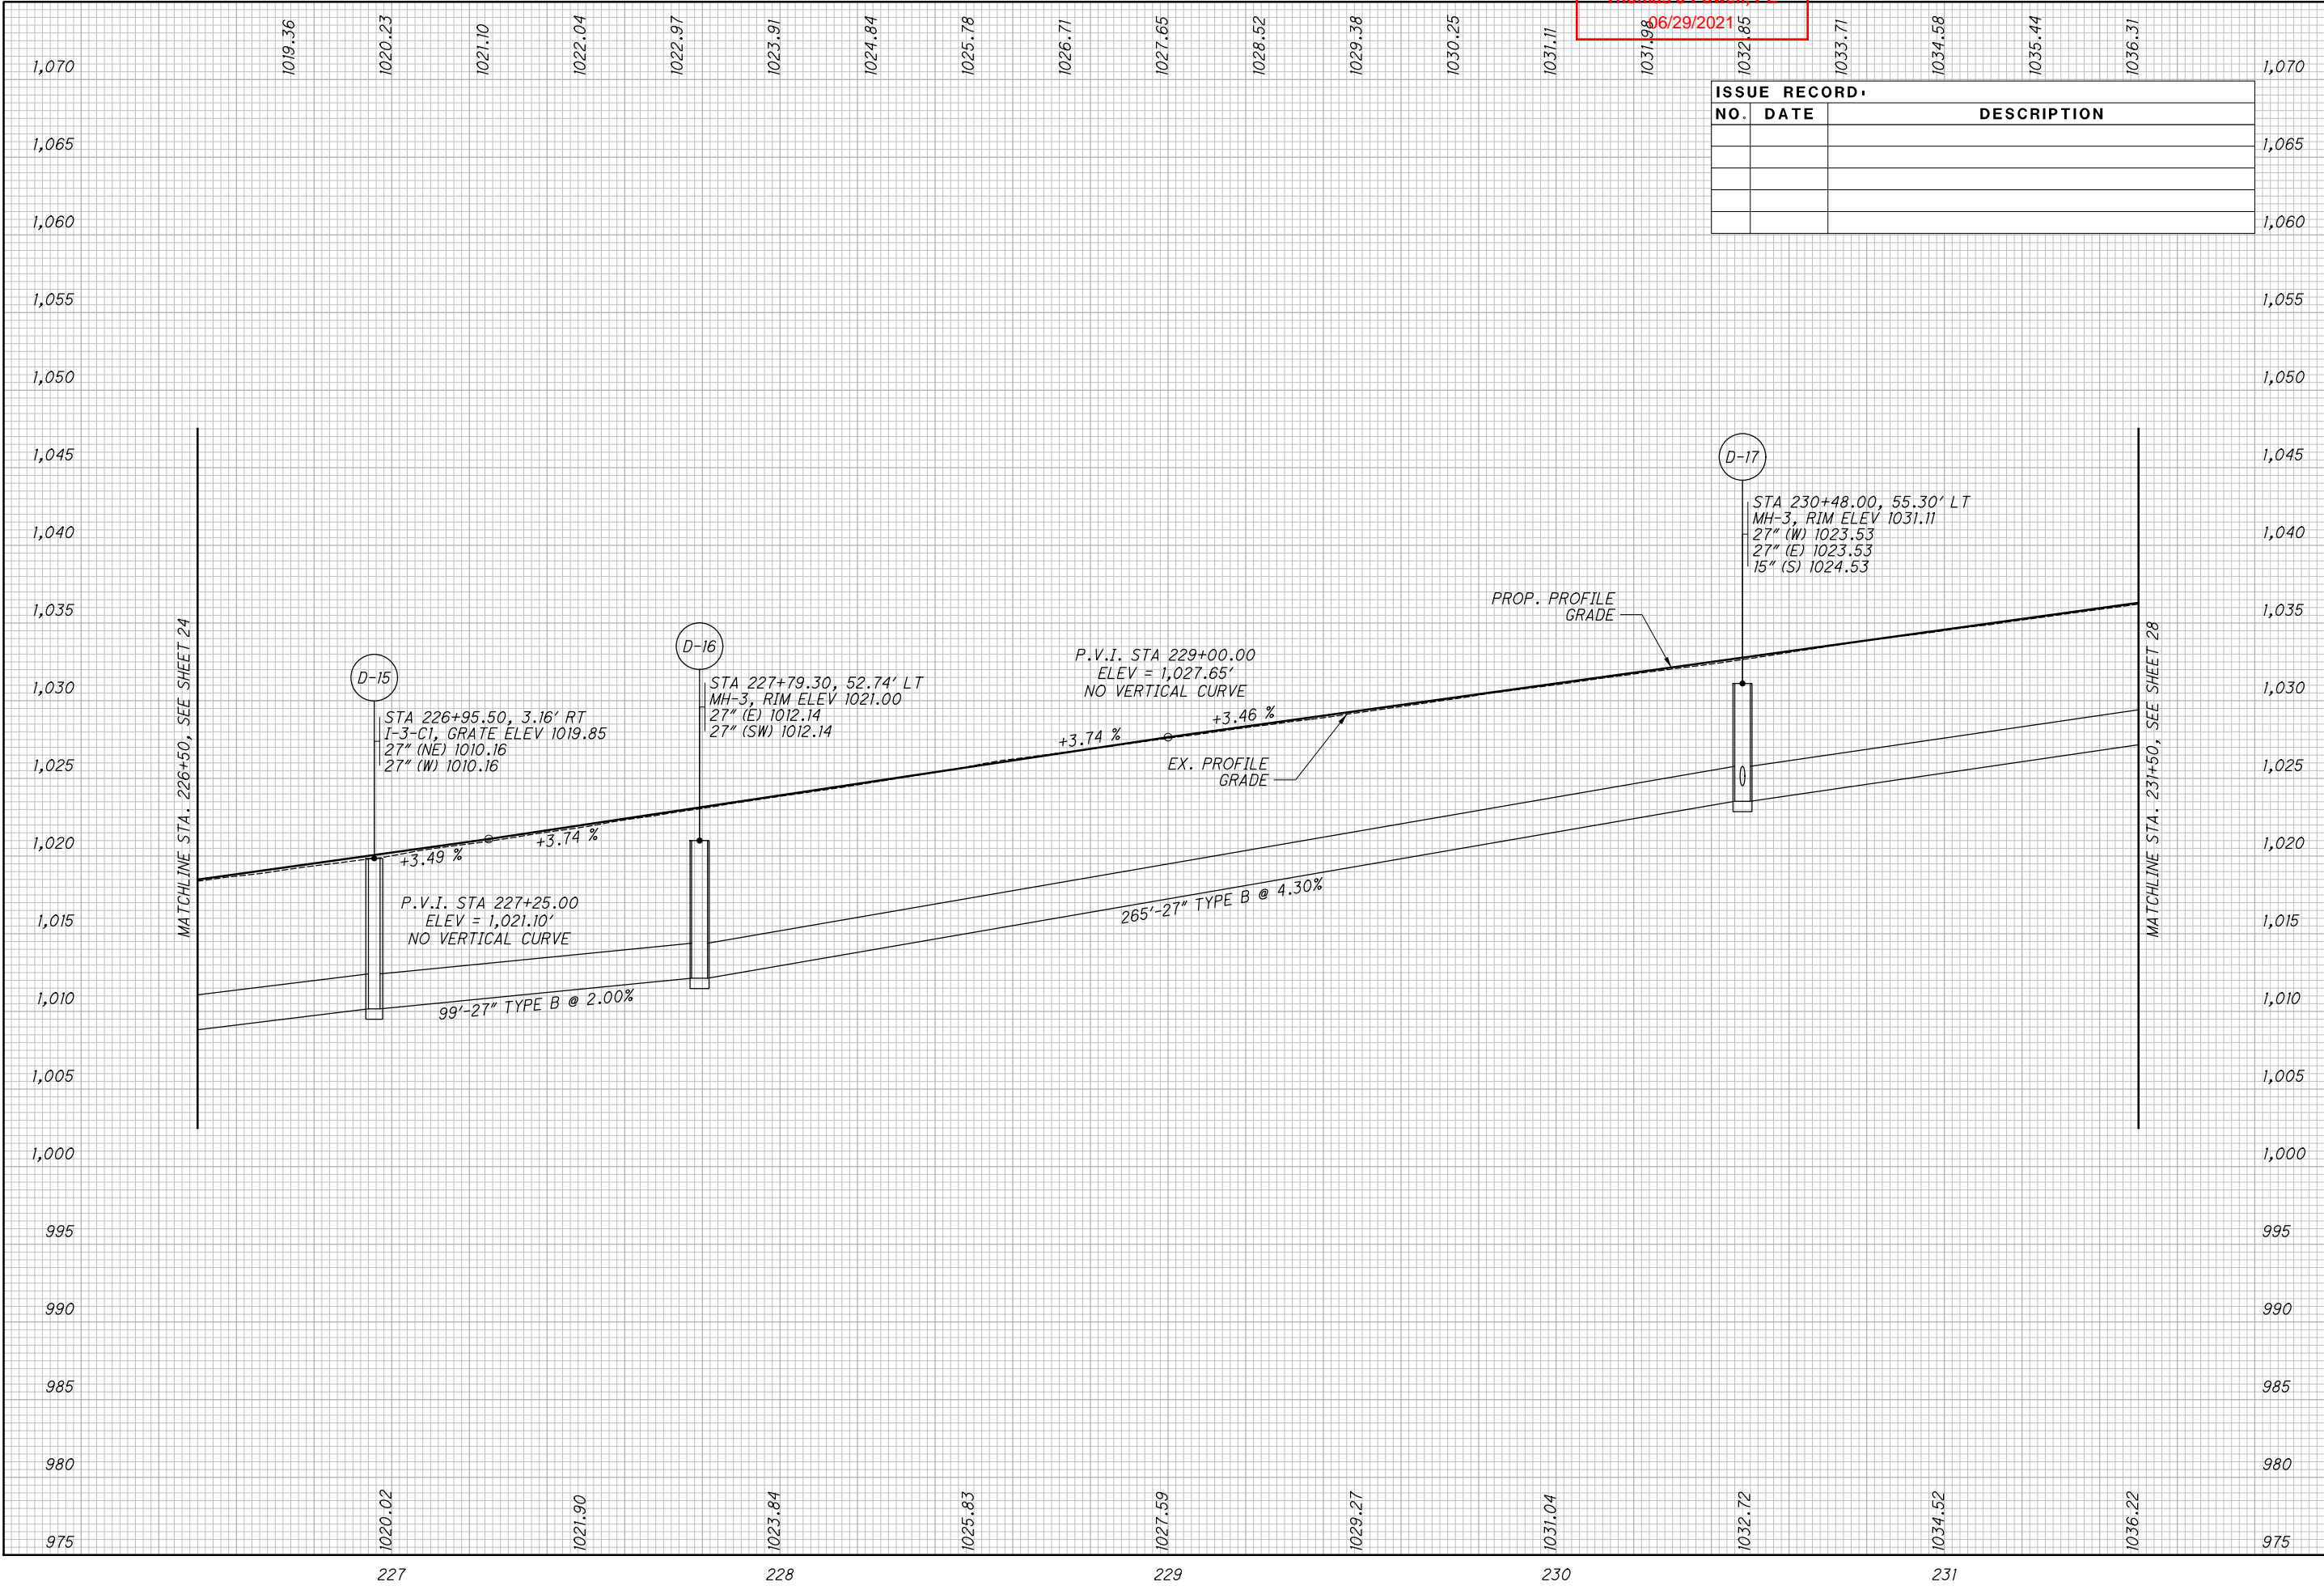 06/29/2021
1019.36
1020.23
1021.10
1022.04
1022.97
1023.91
1024.84
1025.78
1026.71
1027.65
1028.52
1029.38
1030.25
1031.11
1031.98
1032.85
1033.71
1034.58
1035.44
1036.31
1,070
1,070
ISSUE RECORD:
NO. DATE DESCRIPTION
1,065
1,065
1,060
1,060
1,055
1,055
1,050
1,050
1,045
1,045
1,040
1,040
1,035
1,035
1,030
1,030
1,025
1,025
1,020
1,020
1,015
1,015
1,010
1,010
1,005
1,005
1,000
1,000
995
995
990
990
985
985
980
980
975
975
MATCHLINE STA. 226+50, SEE SHEET 24
D-15
STA 226+95.50, 3.16' RT
I-3-C1, GRATE ELEV 1019.85
27" (NE) 1010.16
27" (W) 1010.16
+3.49 %
P.V.I. STA 227+25.00
ELEV = 1,021.10'
NO VERTICAL CURVE
+3.74 %
99'-27" TYPE B @ 2.00%
D-16
STA 227+79.30, 52.74' LT
MH-3, RIM ELEV 1021.00
27" (E) 1012.14
27" (SW) 1012.14
P.V.I. STA 229+00.00
ELEV = 1,027.65'
NO VERTICAL CURVE
+3.74 %
+3.46 %
EX. PROFILE
GRADE
265'-27" TYPE B @ 4.30%
PROP. PROFILE
GRADE
D-17
STA 230+48.00, 55.30' LT
MH-3, RIM ELEV 1031.11
27" (W) 1023.53
27" (E) 1023.53
15" (S) 1024.53
MATCHLINE STA. 231+50, SEE SHEET 28
1020.02
1021.90
1023.84
1025.83
1027.59
1029.27
1031.04
1032.72
1034.52
1036.22
227
228
229
230
231